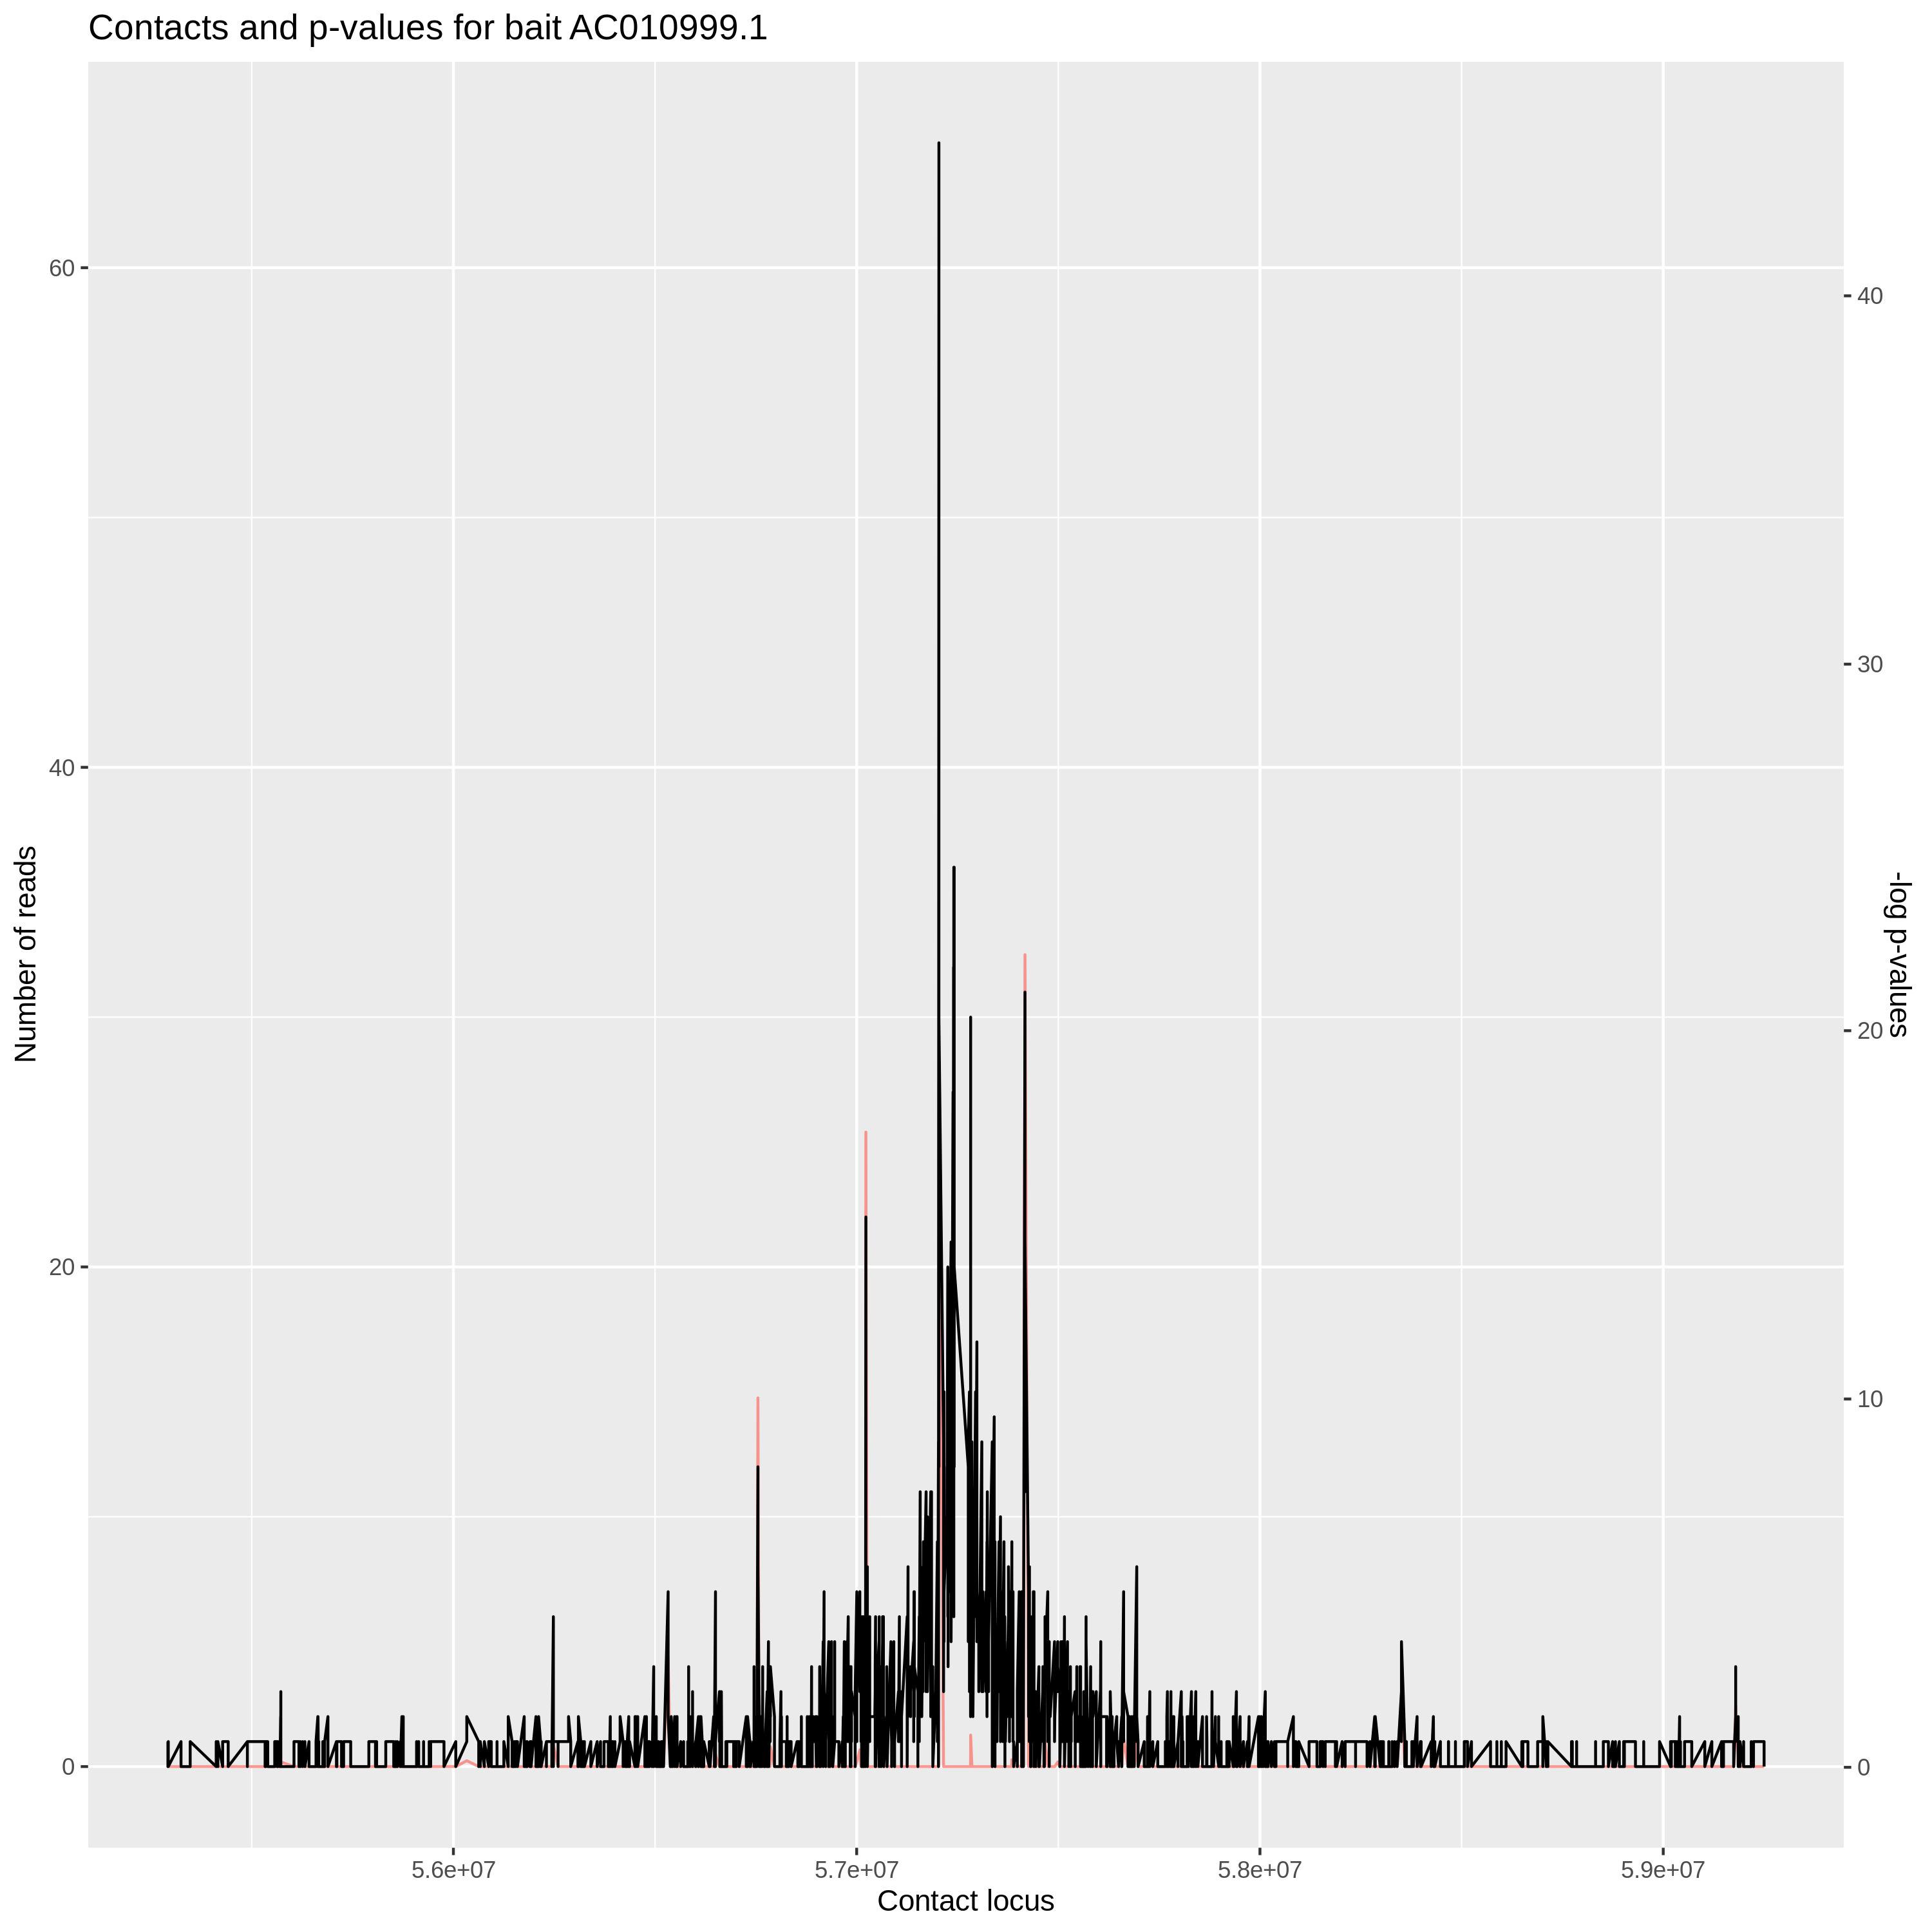 Contacts and p-values for bait AC010999.1
60
40
20
0
Number of reads
40
30
20
10
0
-log p-values
5.6e+07
5.7e+07
5.8e+07
5.9e+07
Contact locus